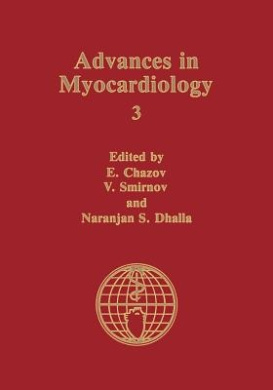 Advances in
Myocardiology
3
Edited by
E. Chazov
V. Smirnov
and
Naranjan S. Dhalla